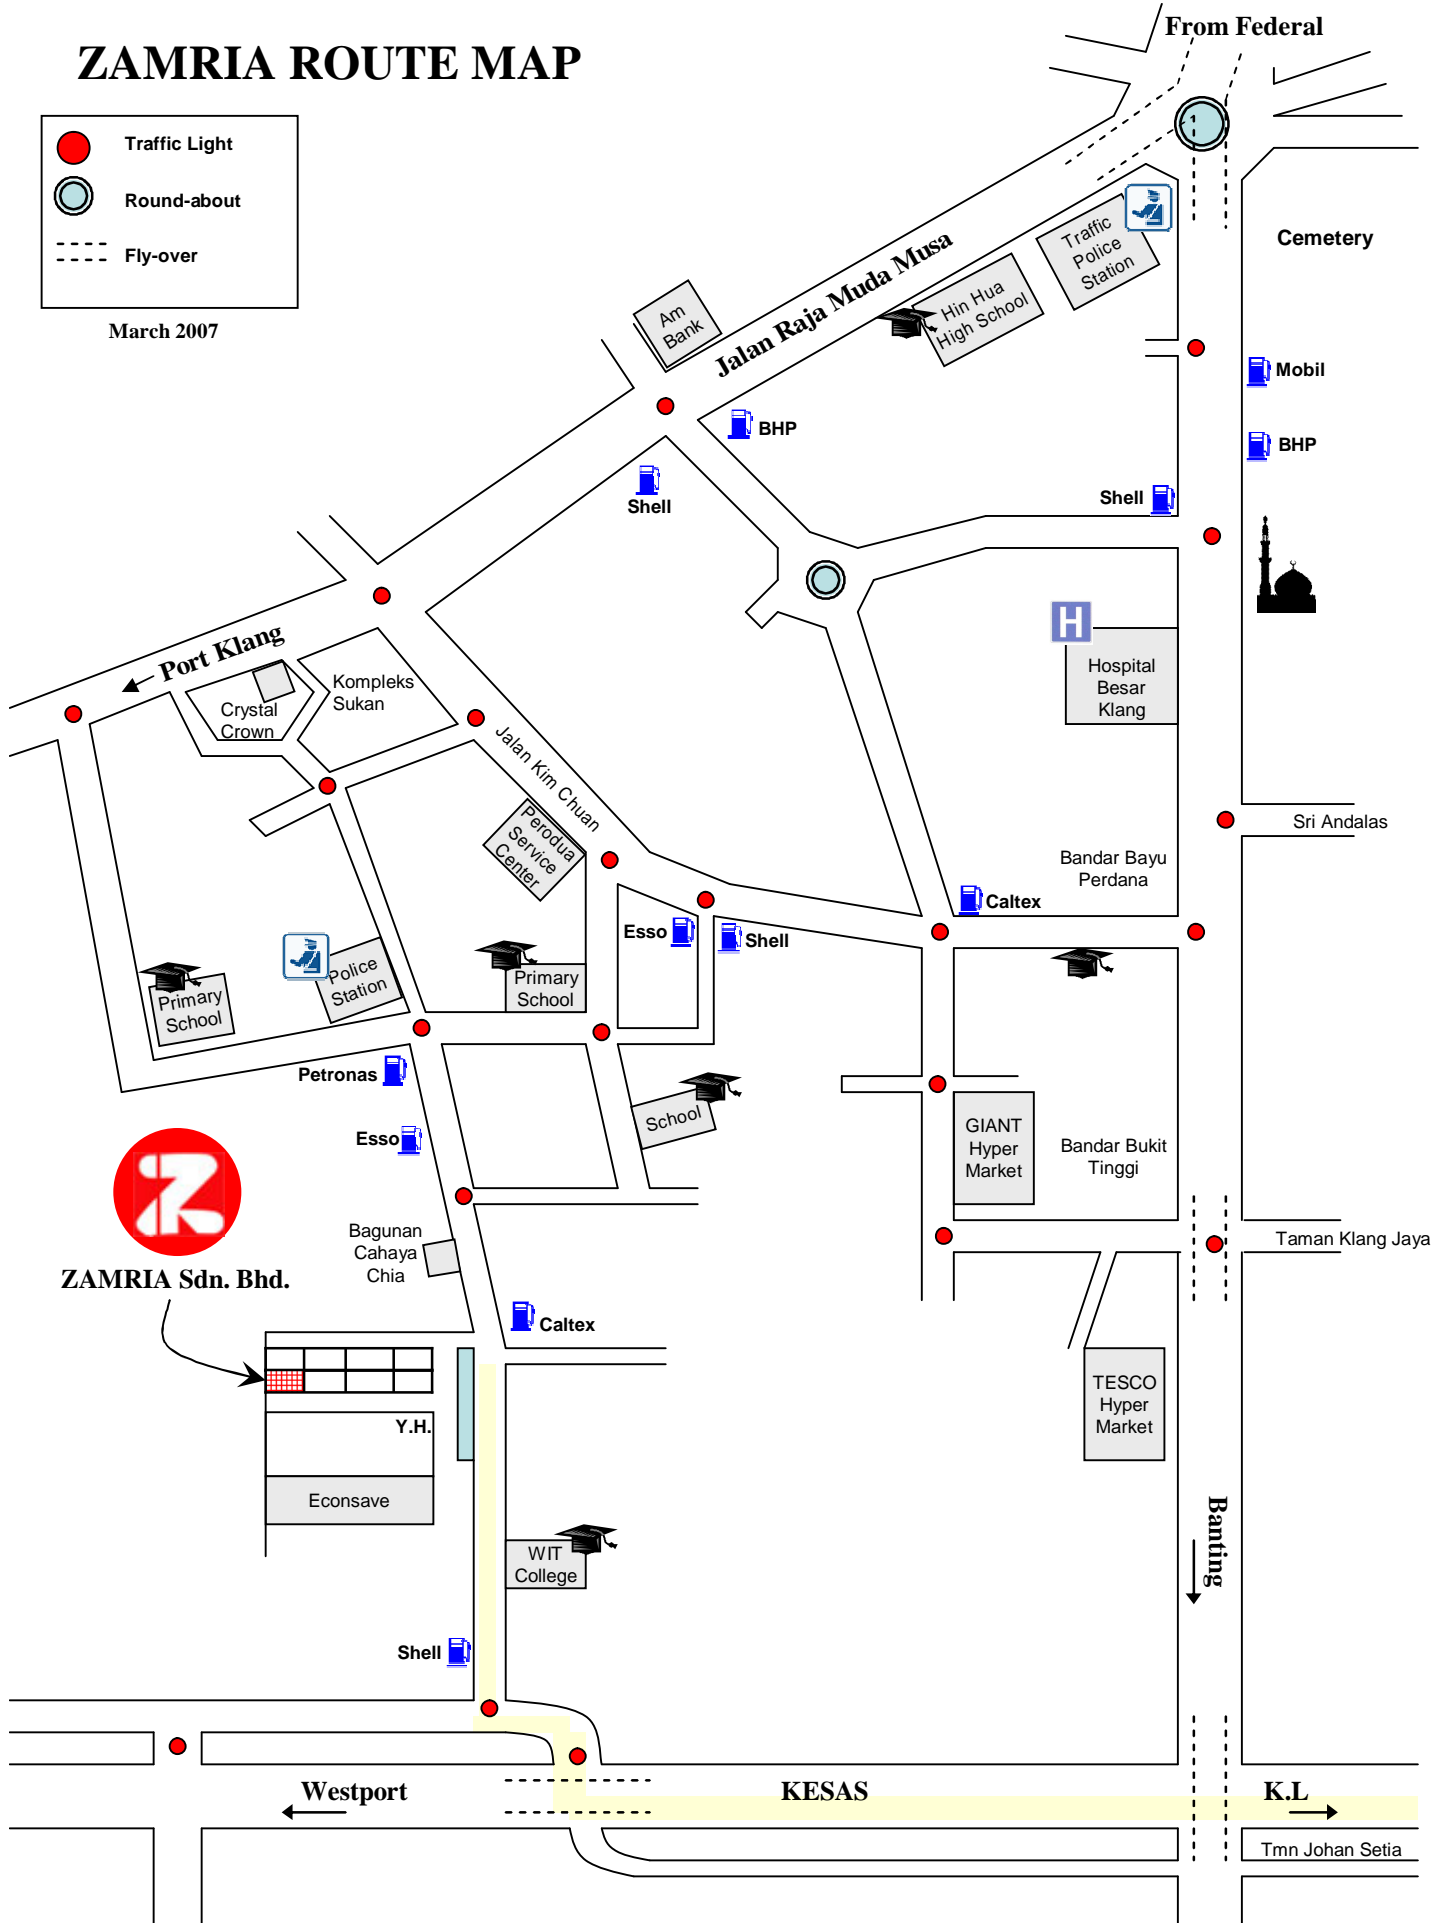 From Federal
ZAMRIA ROUTE MAP
Traffic Light
Round-about
Fly-over
March 2007
Traffic
Police
Station
Cemetery
Jalan Raja Muda Musa
Hin Hua
High School
Am
Bank
Mobil
BHP
BHP
Shell
Shell
Port Klang
Kompleks
Sukan
Crystal
Crown
Hospital
Besar
Klang
H
Jalan Kim Chuan
Perodua
Service
Center
Sri Andalas
Bandar Bayu
Perdana
Caltex
Esso
Shell
Police
Station
Primary
School
Primary
School
Petronas
School
Esso
GIANT
Hyper
Market
Bandar Bukit
Tinggi
Bagunan
Cahaya
Chia
Taman Klang Jaya
ZAMRIA Sdn. Bhd.
Caltex
TESCO
Hyper
Market
Y.H.
Econsave
Banting
WIT
College
Shell
Westport
KESAS
K.L
Tmn Johan Setia